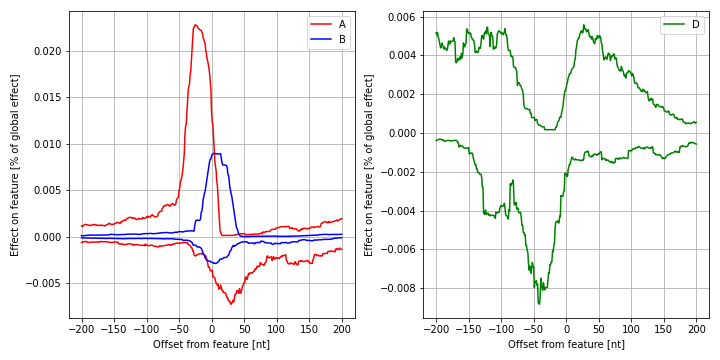 A
B
Effect on feature [% of global effect]
0.020
0.015
0.010
0.005
0.000
−0.005
−200 −150 −100 −50 0 50 100 150 200
Offset from feature [nt]
D
Effect on feature [% of global effect]
0.006
0.004
0.002
0.000
−0.002
−0.004
−0.006
−0.008
−200 −150 −100 −50 0 50 100 150 200
Offset from feature [nt]